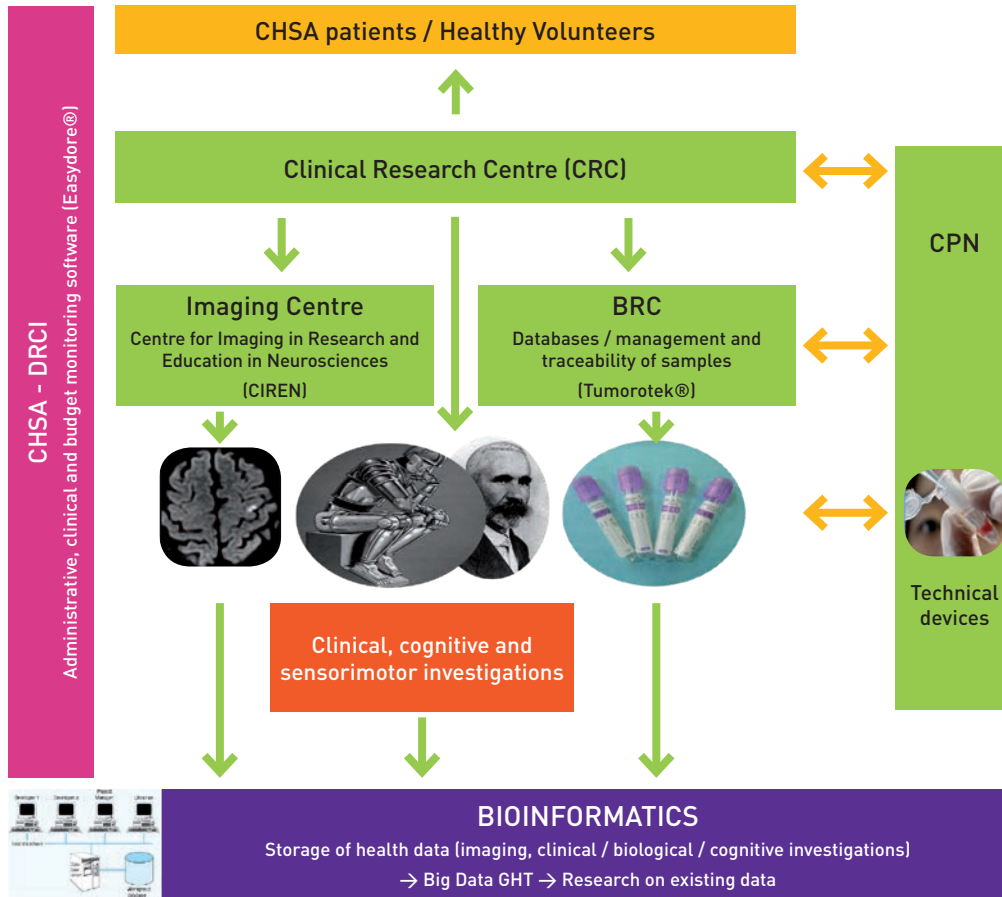 CHSA patients / Healthy Volunteers
CHSA - DRCI
Administrative, clinical and budget monitoring software (Easydore®)
Clinical Research Centre (CRC)
CPN
Imaging Centre
Centre for Imaging in Research and
Education in Neurosciences
(CIREN)
BRC
Databases / management and
traceability of samples
(Tumorotek®)
Technical
devices
Clinical, cognitive and
sensorimotor investigations
BIOINFORMATICS
Storage of health data (imaging, clinical / biological / cognitive investigations)
→ Big Data GHT → Research on existing data